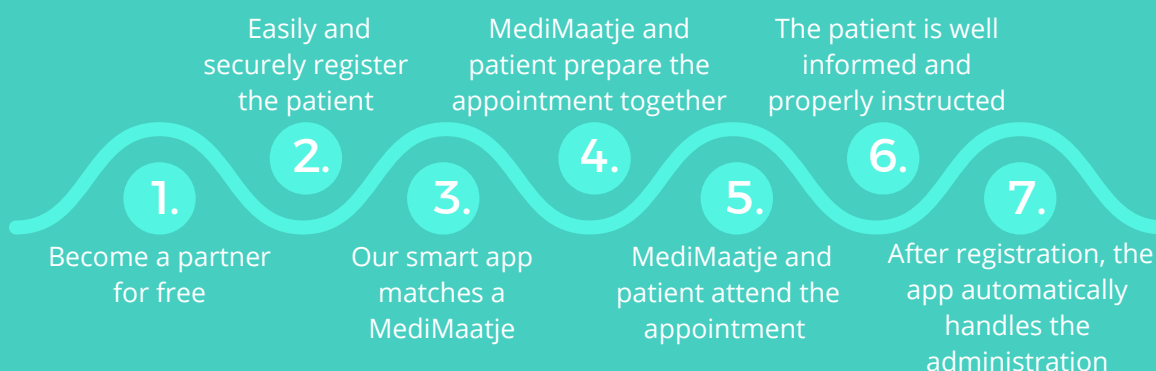 1.
Become a partner
for free
2.
Easily and
securely register
the patient
3.
Our smart app
matches a
MediMaatje
4.
MediMaatje and
patient prepare the
appointment together
5.
MediMaatje and
patient attend the
appointment
6.
The patient is well
informed and
properly instructed
7.
After registration, the
app automatically
handles the
administration